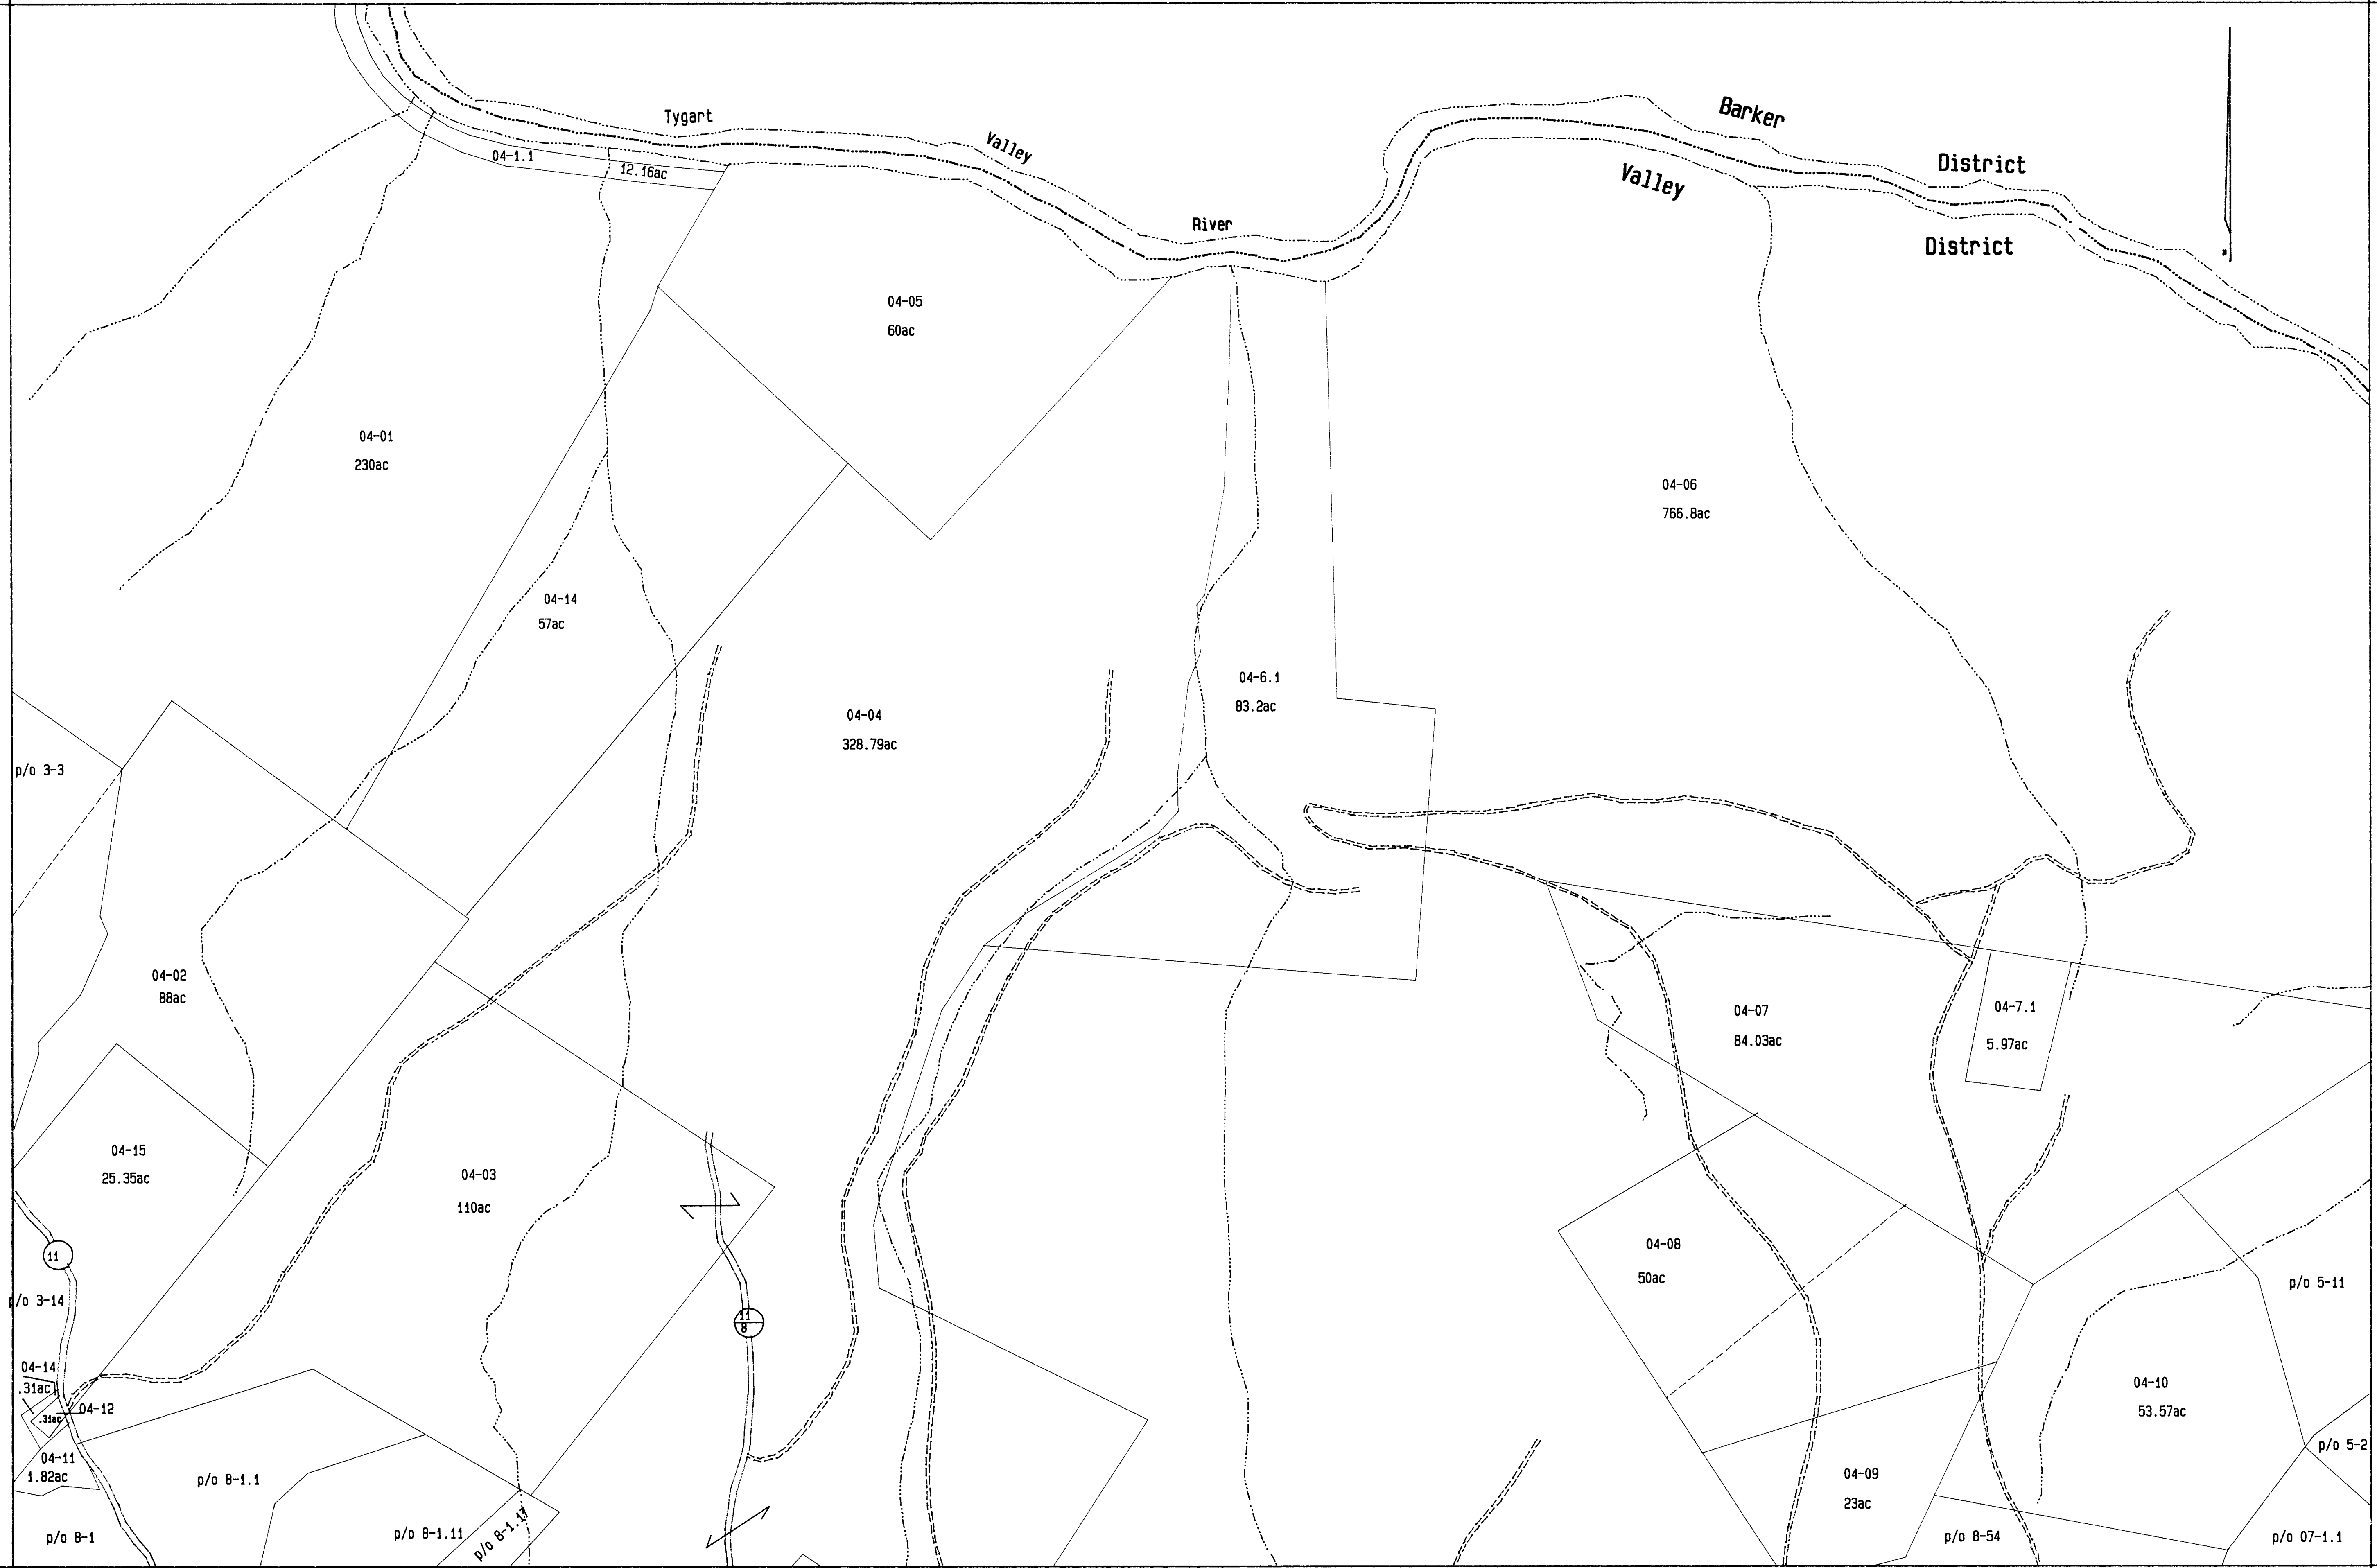 Tygart
Valley
River
Barker
District
Valley
District
04-1.1
12.16ac
04-05
60ac
04-01
230ac
04-06
766.8ac
04-14
57ac
04-6.1
83.2ac
04-04
328.79ac
p/o 3-3
04-02
88ac
04-07
84.03ac
04-7.1
5.97ac
04-15
25.35ac
04-03
110ac
04-08
50ac
11
p/o 3-14
11
8
p/o 5-11
04-14
.31ac
04-12
.31ac
04-10
53.57ac
04-11
1.82ac
p/o 8-1.1
p/o 5-2
04-09
23ac
p/o 8-1
p/o 8-1.11
p/o 8-1.17
p/o 8-54
p/o 07-1.1